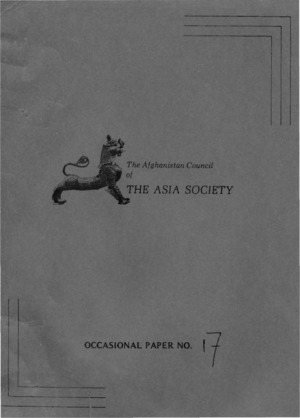 The Afghanistan Council
of
THE ASIA SOCIETY
OCCASIONAL PAPER NO. 17